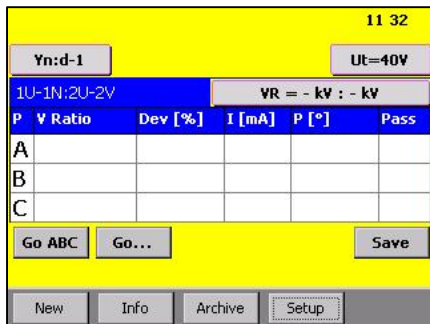 11 32
Yn:d-1 Ut=40V
1U-1N:2U-2V VR = - kV : - kV
P V Ratio Dev [%] I [mA] P [°] Pass
A
B
C
Go ABC Go... Save
New Info Archive Setup